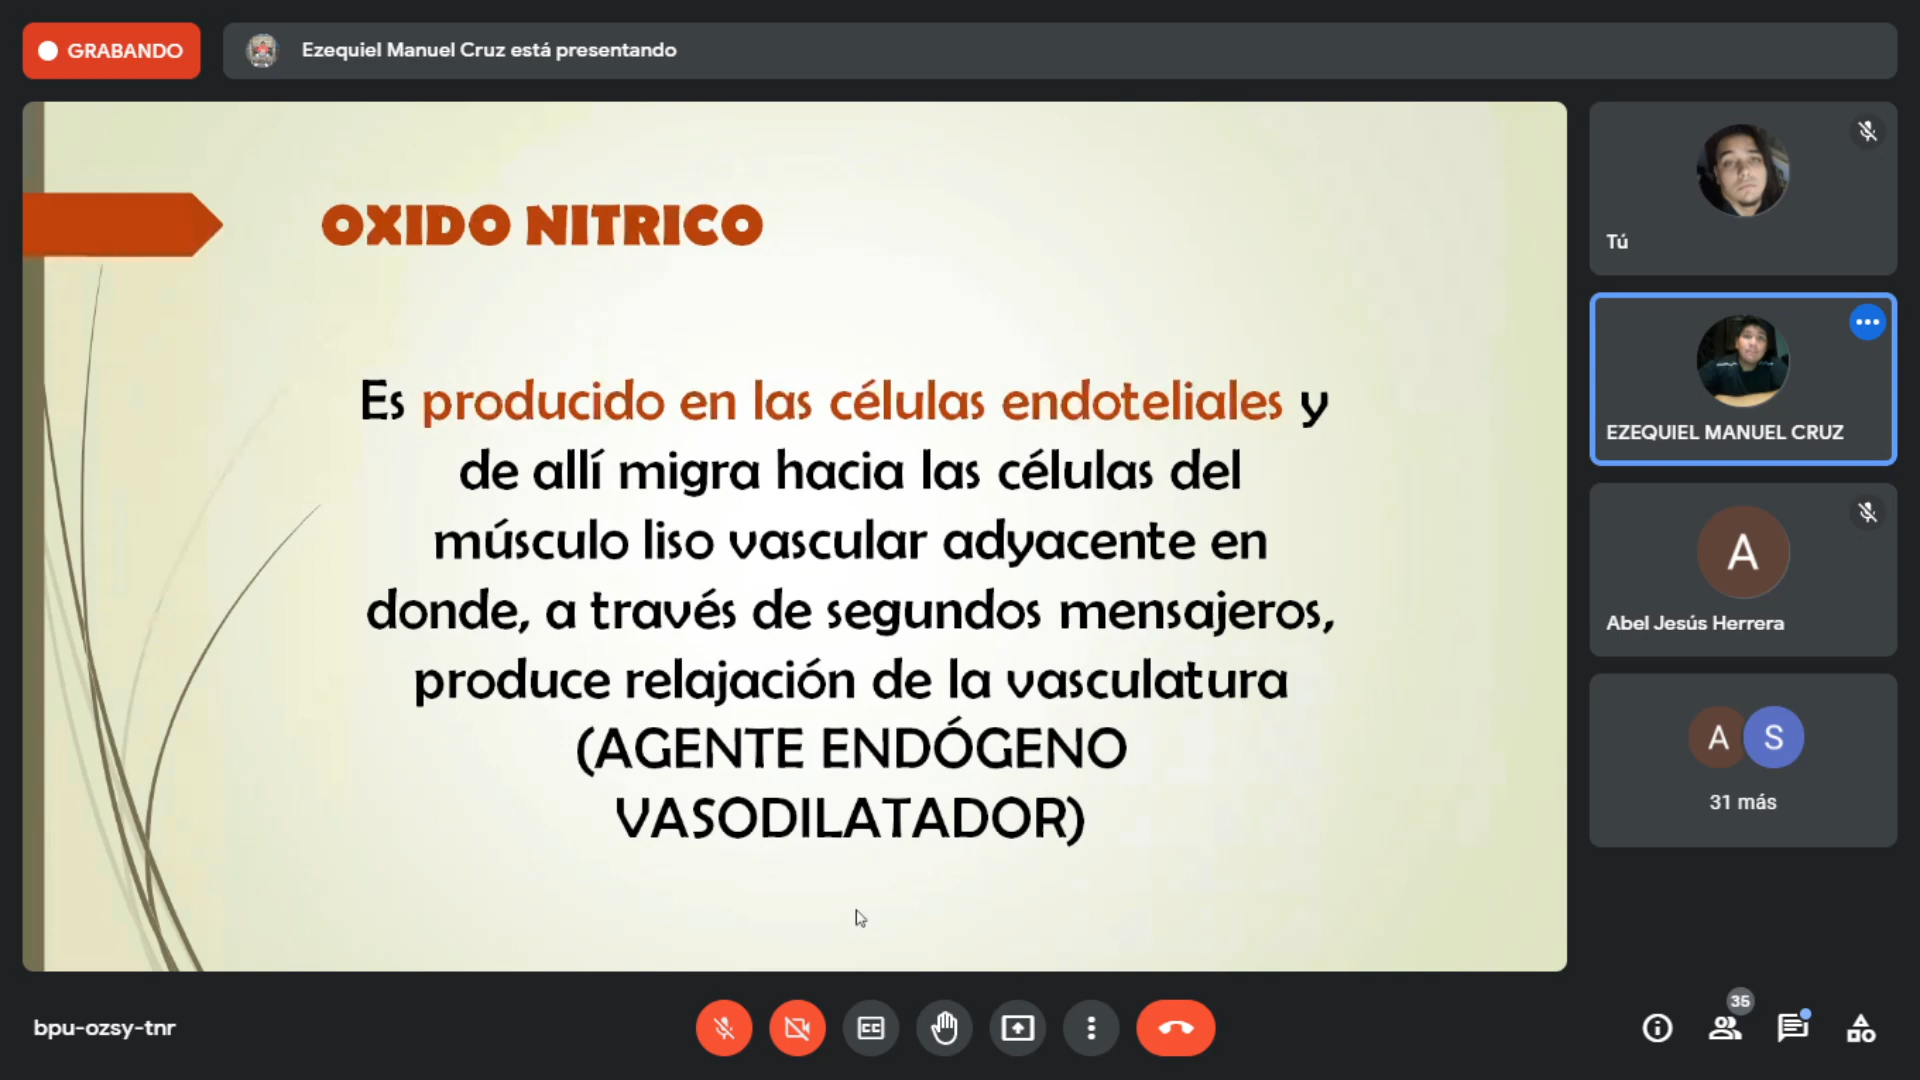 GRABANDO
Ezequiel Manuel Cruz está presentando
OXIDO NITRICO
Es producido en las células endoteliales y
de allí migra hacia las células del
músculo liso vascular adyacente en
donde, a través de segundos mensajeros,
produce relajación de la vasculatura
(AGENTE ENDÓGENO
VASODILATADOR)
Tú
EZEQUIEL MANUEL CRUZ
A
Abel Jesús Herrera
A S
31 más
bpu-ozsy-tnr
CC
35